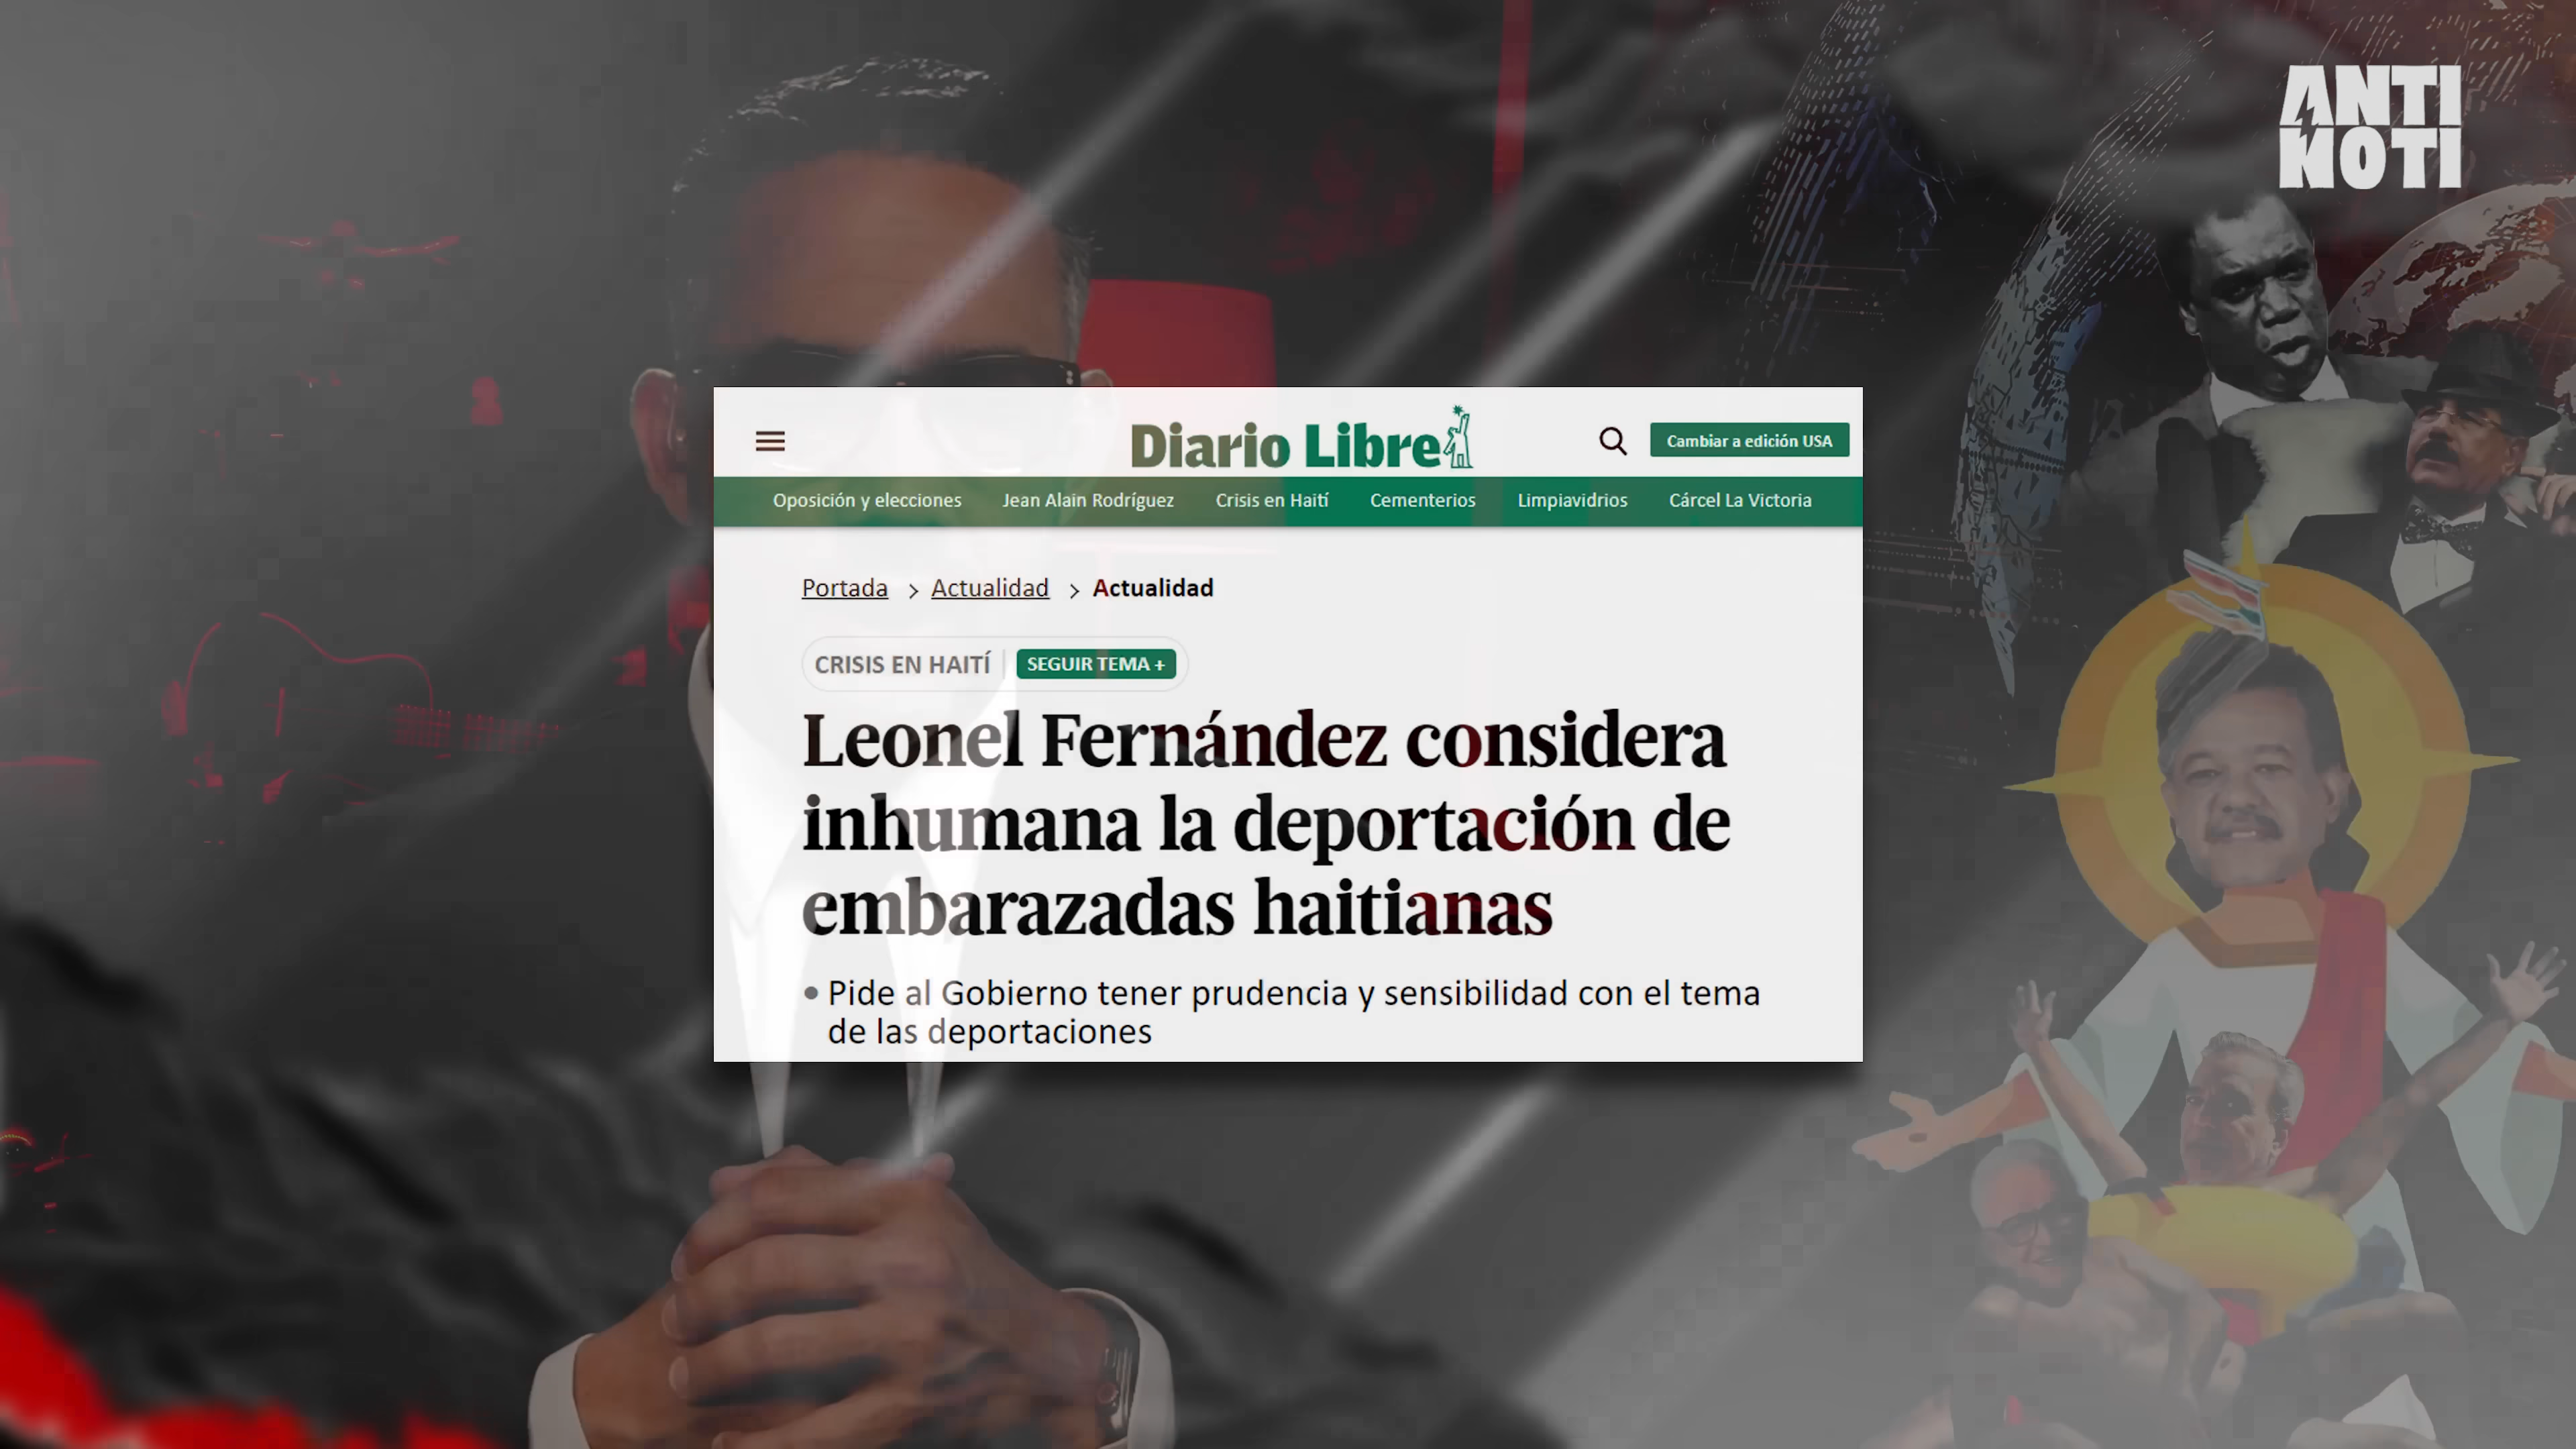 ANTI
NOTI
Diario Libre
Cambiar a edición USA
Oposición y elecciones Jean Alain Rodríguez Crisis en Haití Cementerios Limpiavidrios Cárcel La Victoria
Portada > Actualidad > Actualidad
CRISIS EN HAITÍ SEGUIR TEMA +
Leonel Fernández considera
inhumana la deportación de
embarazadas haitianas
• Pide al Gobierno tener prudencia y sensibilidad con el tema
de las deportaciones